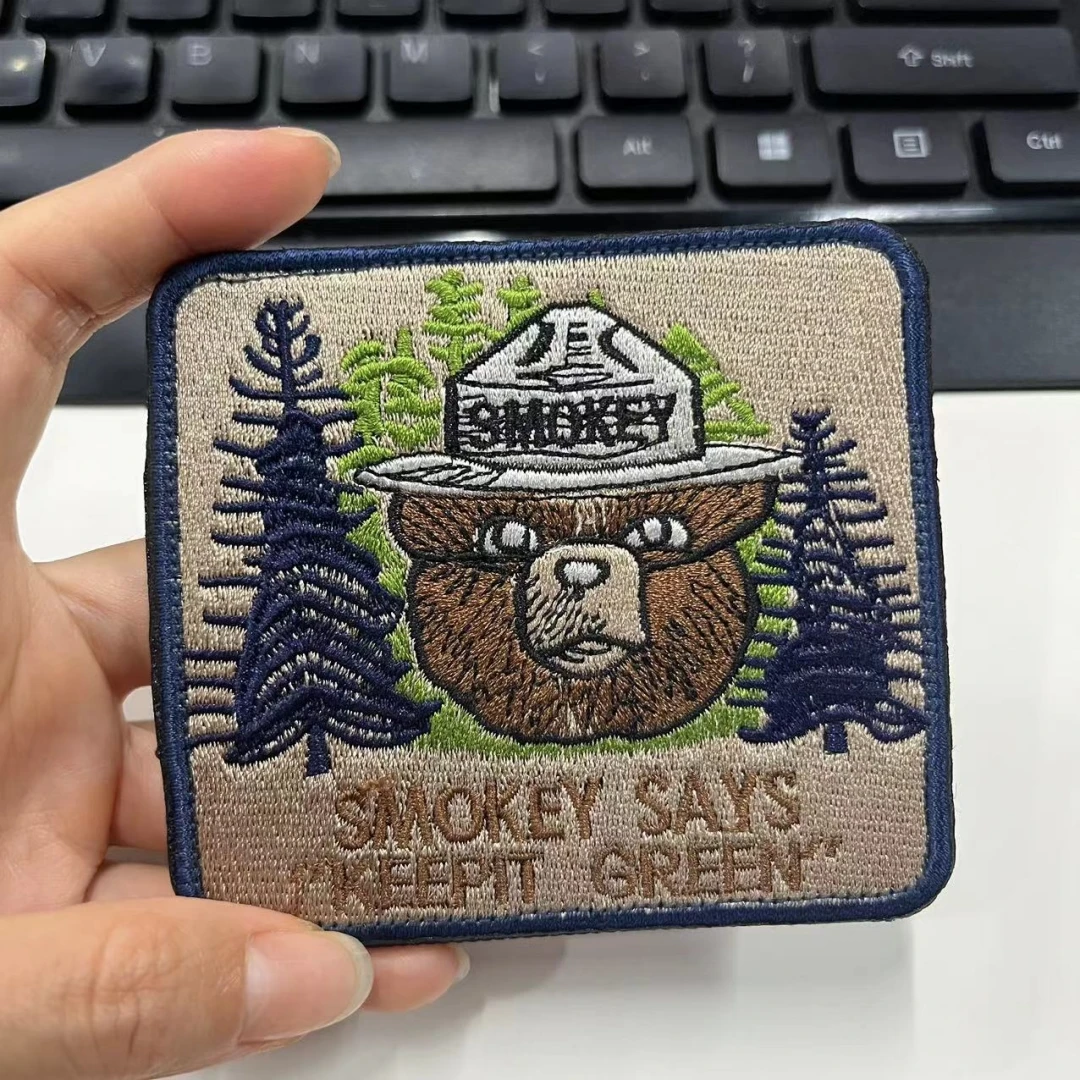 V B N M < >
? /
Shift
Alt
Ctrl
SMOKEY
SMOKEY SAYS
"KEEPIT GREEN"